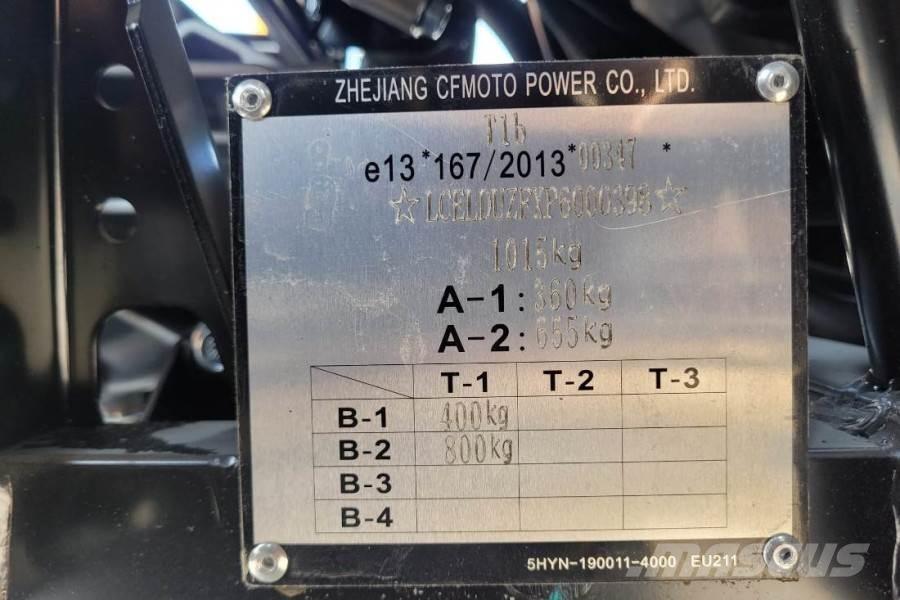 ZHEJIANG CFMOTO POWER CO., LTD.
T1b
e13*167/2013*00347*
☆LCELDUZFXP6000398☆
1015kg
A-1: 360kg
A-2: 655kg
T-1 T-2 T-3
B-1 400kg
B-2 800kg
B-3
B-4
5HYN-190011-4000 EU211
mascus